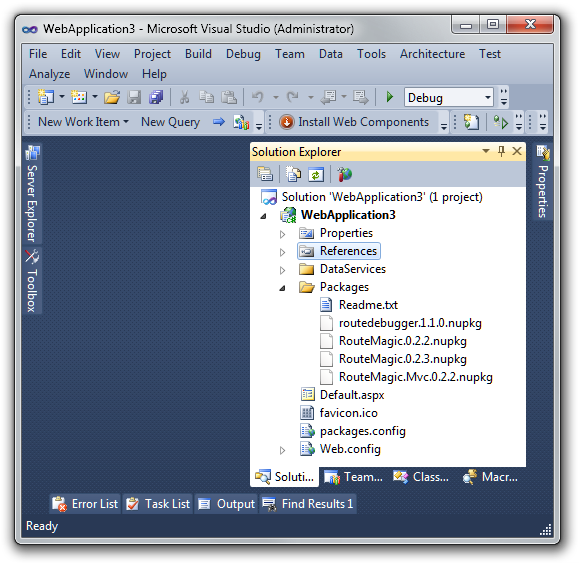 WebApplication3 - Microsoft Visual Studio (Administrator)
File Edit View Project Build Debug Team Data Tools Architecture Test
Analyze Window Help
Debug
New Work Item New Query Install Web Components
Server Explorer
Toolbox
Solution Explorer
Solution 'WebApplication3' (1 project)
WebApplication3
Properties
References
DataServices
Packages
Readme.txt
routedebugger.1.1.0.nupkg
RouteMagic.0.2.2.nupkg
RouteMagic.0.2.3.nupkg
RouteMagic.Mvc.0.2.2.nupkg
Default.aspx
favicon.ico
packages.config
Web.config
Soluti... Team... Class... Macr...
Properties
Error List Task List Output Find Results 1
Ready